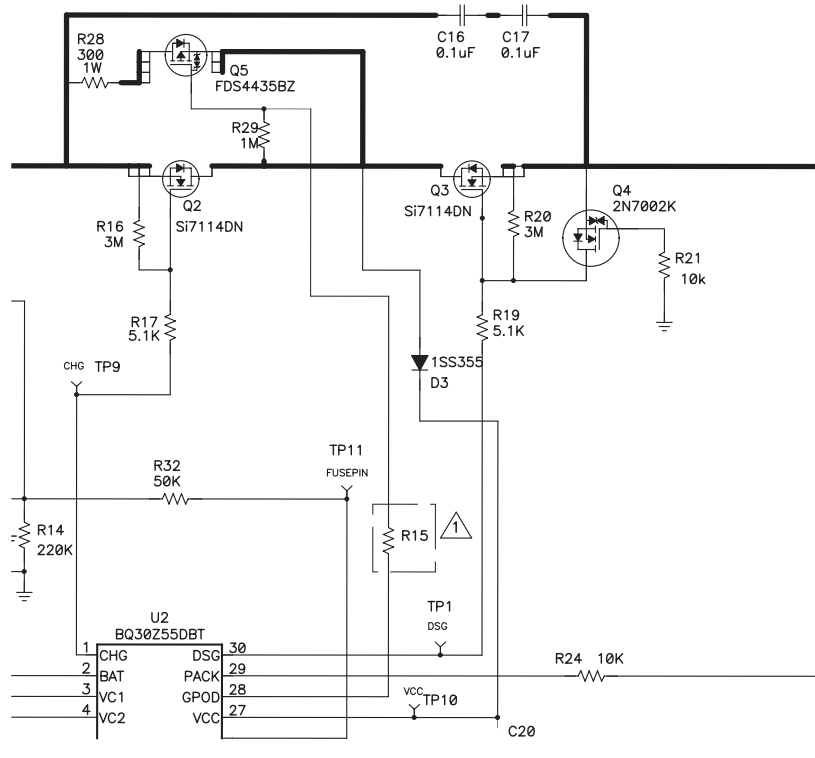 C16
0.1uF
C17
0.1uF
R28
300
1W
Q5
FDS4435BZ
R29
1M
Q2
Si7114DN
Q3
Si7114DN
Q4
2N7002K
R16
3M
R20
3M
R21
10k
R17
5.1K
R19
5.1K
CHG TP9
1SS355
D3
TP11
FUSEPIN
R32
50K
R14
220K
R15
1
U2
BQ30Z55DBT
TP1
DSG
1 CHG DSG 30
2 BAT PACK 29
3 VC1 GPOD 28
4 VC2 VCC 27
R24 10K
VCC TP10
C20